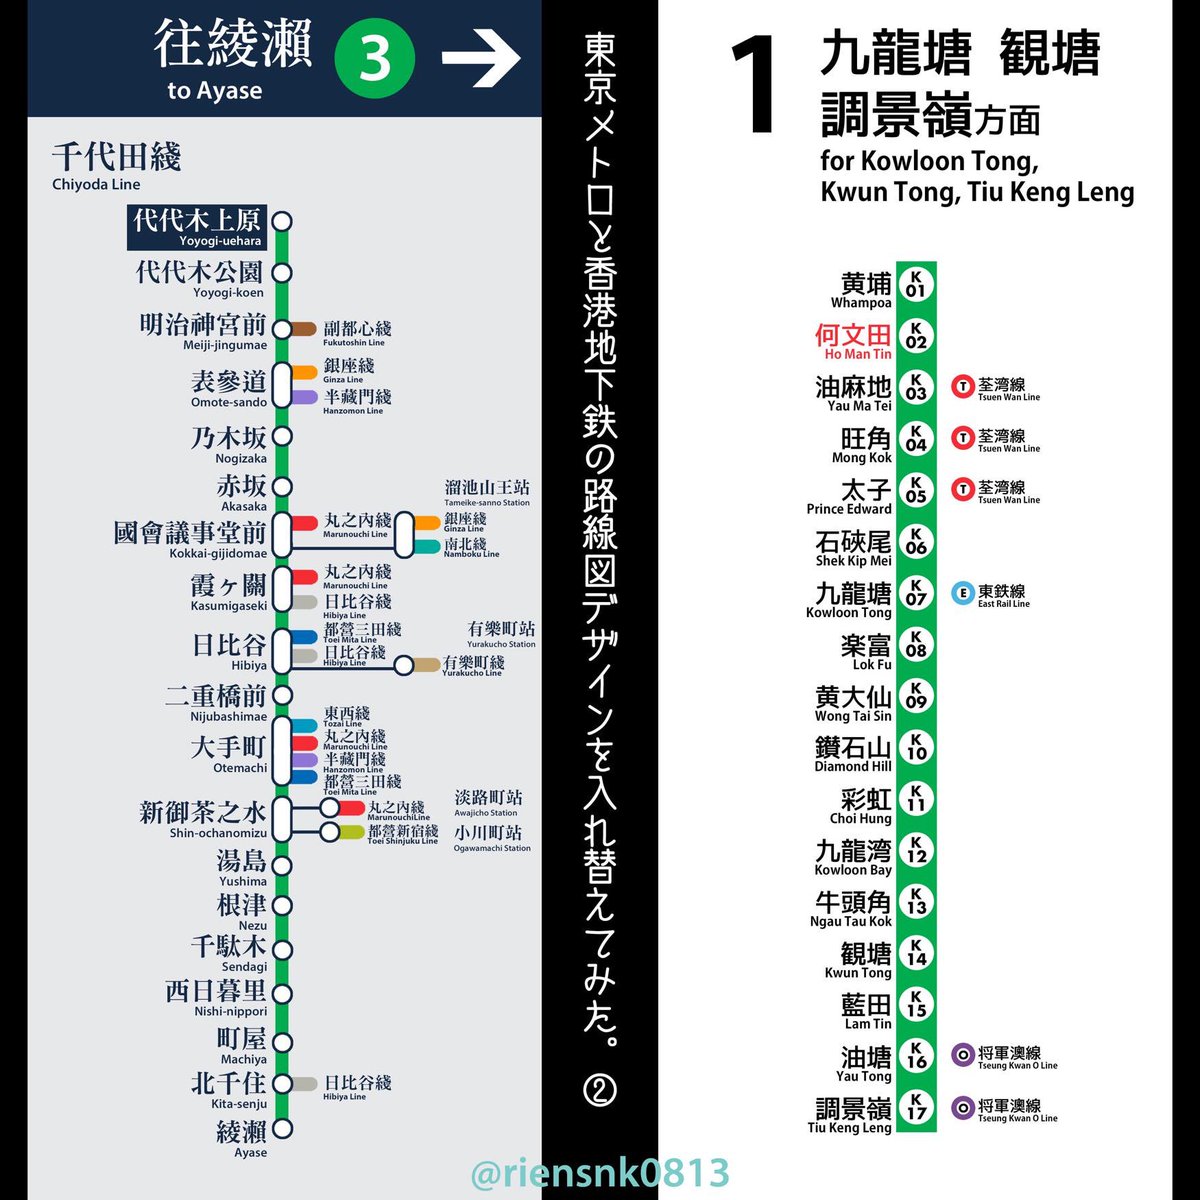 往綾瀨
to Ayase
3
千代田綫
Chiyoda Line
代代木上原
Yoyogi-uehara
代代木公園
Yoyogi-koen
明治神宮前
Meiji-jingumae
副都心綫
Fukutoshin Line
表參道
Omote-sando
銀座綫
Ginza Line
半藏門綫
Hanzomon Line
乃木坂
Nogizaka
赤坂
Akasaka
溜池山王站
Tameike-sanno Station
國會議事堂前
Kokkai-gijidomae
丸之內綫
Marunouchi Line
銀座綫
Ginza Line
南北綫
Namboku Line
霞ヶ關
Kasumigaseki
丸之內綫
Marunouchi Line
日比谷綫
Hibiya Line
日比谷
Hibiya
都營三田綫
Toei Mita Line
日比谷綫
Hibiya Line
有樂町站
Yurakucho Station
有樂町綫
Yurakucho Line
二重橋前
Nijubashimae
大手町
Otemachi
東西綫
Tozai Line
丸之內綫
Marunouchi Line
半藏門綫
Hanzomon Line
都營三田綫
Toei Mita Line
新御茶之水
Shin-ochanomizu
丸之內綫
MarunouchiLine
淡路町站
Awajicho Station
都營新宿綫
Toei Shinjuku Line
小川町站
Ogawamachi Station
湯島
Yushima
根津
Nezu
千駄木
Sendagi
西日暮里
Nishi-nippori
町屋
Machiya
北千住
Kita-senju
日比谷綫
Hibiya Line
綾瀨
Ayase
東京メトロと香港地下鉄の路線図デザインを入れ替えてみた。②
1
九龍塘 観塘
調景嶺方面
for Kowloon Tong,
Kwun Tong, Tiu Keng Leng
黄埔
Whampoa
K
01
何文田
Ho Man Tin
K
02
油麻地
Yau Ma Tei
K
03
T
荃湾線
Tsuen Wan Line
旺角
Mong Kok
K
04
T
荃湾線
Tsuen Wan Line
太子
Prince Edward
K
05
T
荃湾線
Tsuen Wan Line
石硤尾
Shek Kip Mei
K
06
九龍塘
Kowloon Tong
K
07
E
東鉄線
East Rail Line
楽富
Lok Fu
K
08
黄大仙
Wong Tai Sin
K
09
鑽石山
Diamond Hill
K
10
彩虹
Choi Hung
K
11
九龍湾
Kowloon Bay
K
12
牛頭角
Ngau Tau Kok
K
13
観塘
Kwun Tong
K
14
藍田
Lam Tin
K
15
油塘
Yau Tong
K
16
O
将軍澳線
Tseung Kwan O Line
調景嶺
Tiu Keng Leng
K
17
O
将軍澳線
Tseung Kwan O Line
@riensnk0813